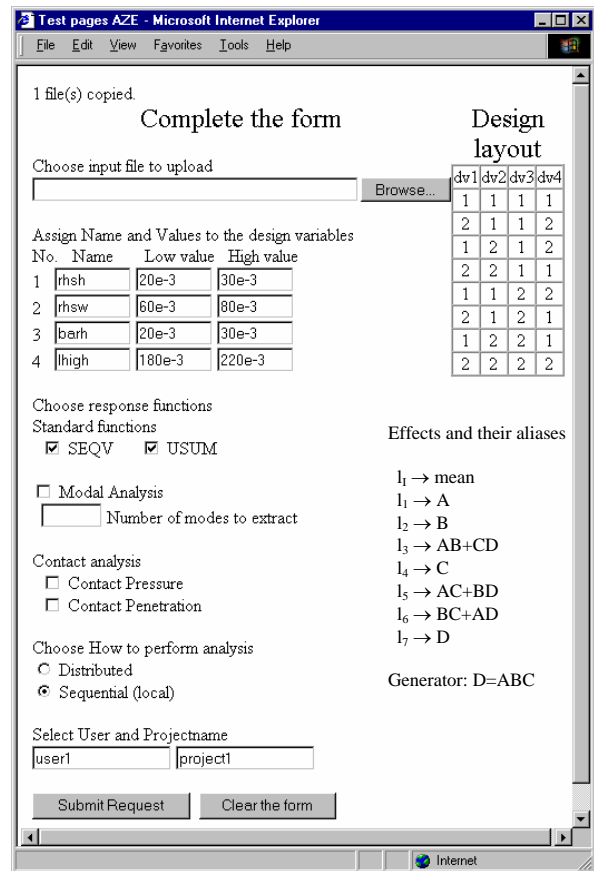 Test pages AZE - Microsoft Internet Explorer
File Edit View Favorites Tools Help
1 file(s) copied.
Complete the form
Choose input file to upload
Browse...
Assign Name and Values to the design variables
No. Name Low value High value
1 rhsh 20e-3 30e-3
2 rhsw 60e-3 80e-3
3 barh 20e-3 30e-3
4 lhigh 180e-3 220e-3
Choose response functions
Standard functions
SEQV USUM
Modal Analysis
Number of modes to extract
Contact analysis
Contact Pressure
Contact Penetration
Choose How to perform analysis
Distributed
Sequential (local)
Select User and Projectname
user1 project1
Submit Request Clear the form
Design
layout
dv1 dv2 dv3 dv4
1 1 1 1
2 1 1 2
1 2 1 2
2 2 1 1
1 1 2 2
2 1 2 1
1 2 2 1
2 2 2 2
Effects and their aliases
l_I → mean
l₁ → A
l₂ → B
l₃ → AB+CD
l₄ → C
l₅ → AC+BD
l₆ → BC+AD
l₇ → D
Generator: D=ABC
Internet